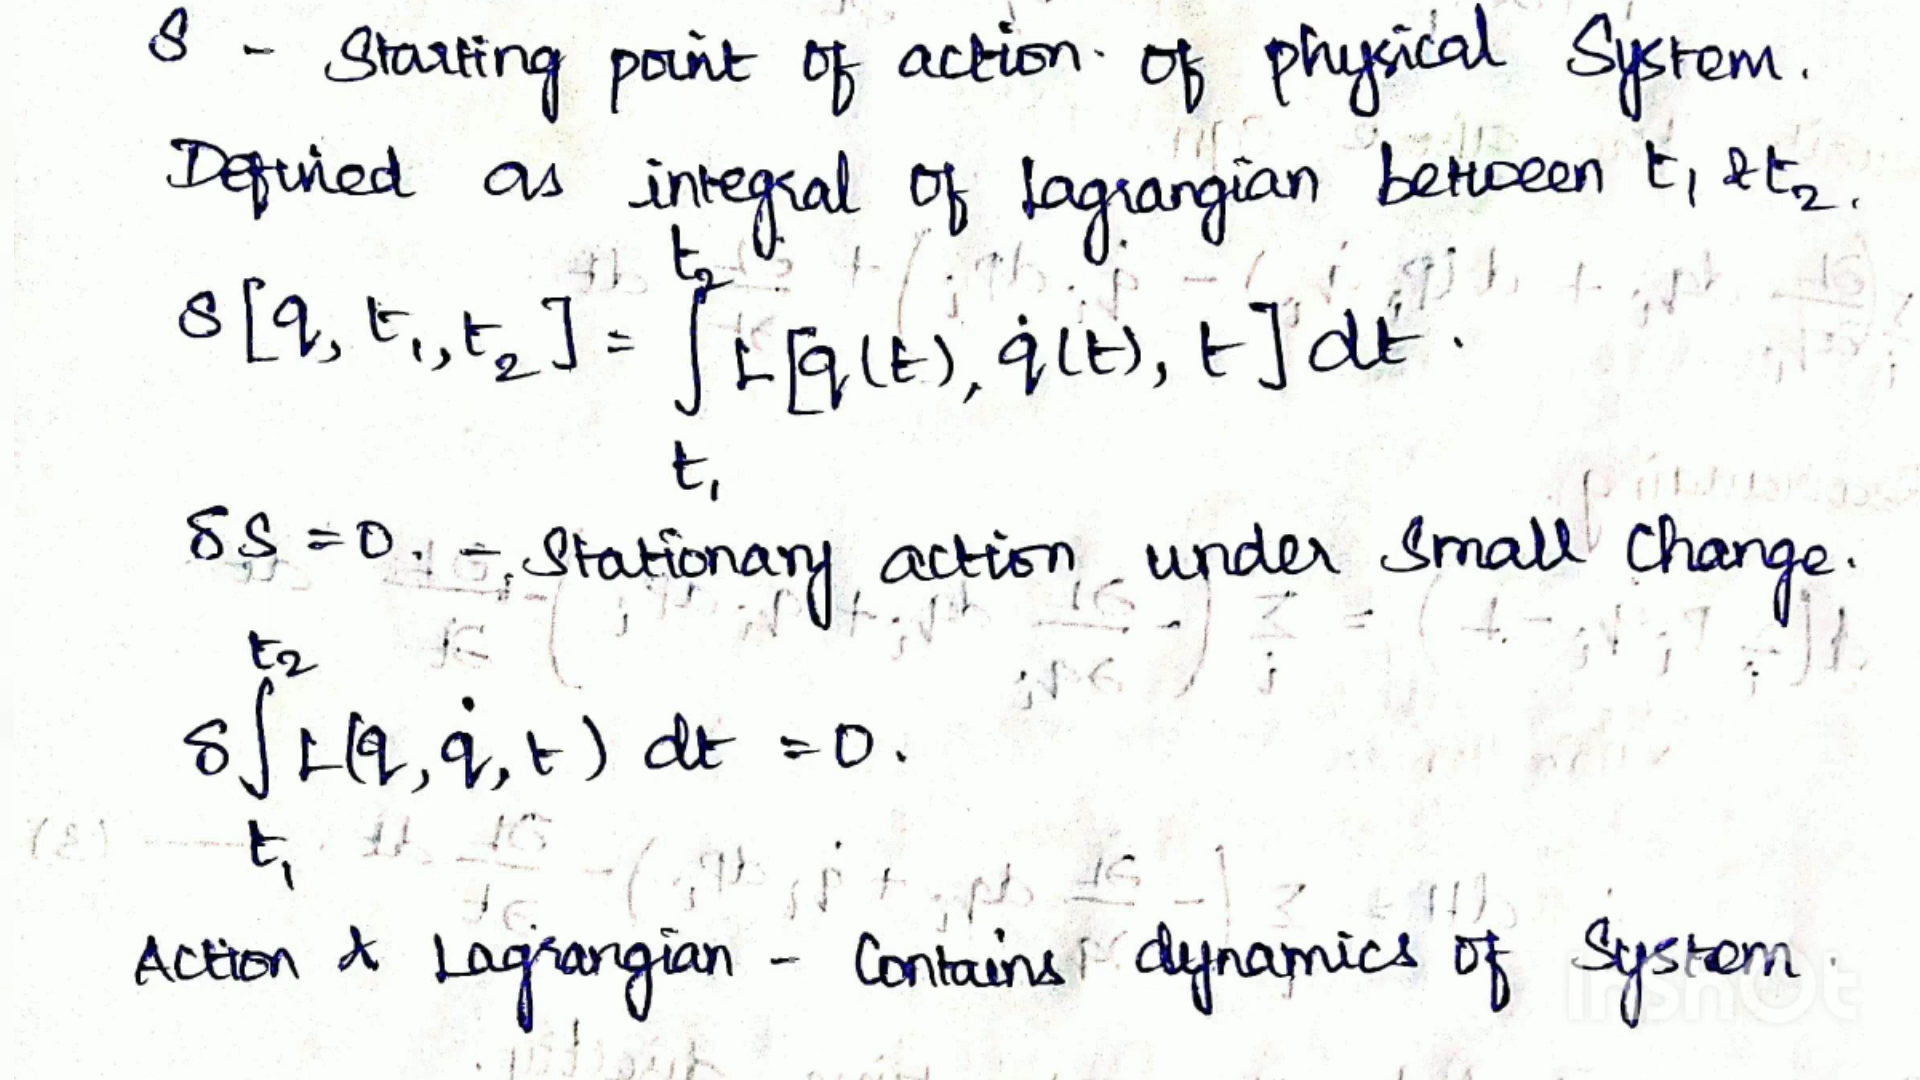 S - Starting point of action. of physical System.
Defined as integral of Lagrangian between t₁ & t₂.
S[q, t₁, t₂] = ∫_{t₁}^{t₂} L[q(t), q̇(t), t] dt.
δS = 0. - Stationary action under Small Change.
δ∫_{t₁}^{t₂} L(q, q̇, t) dt = 0.
Action & Lagrangian - Contains dynamics of System.
InShOt